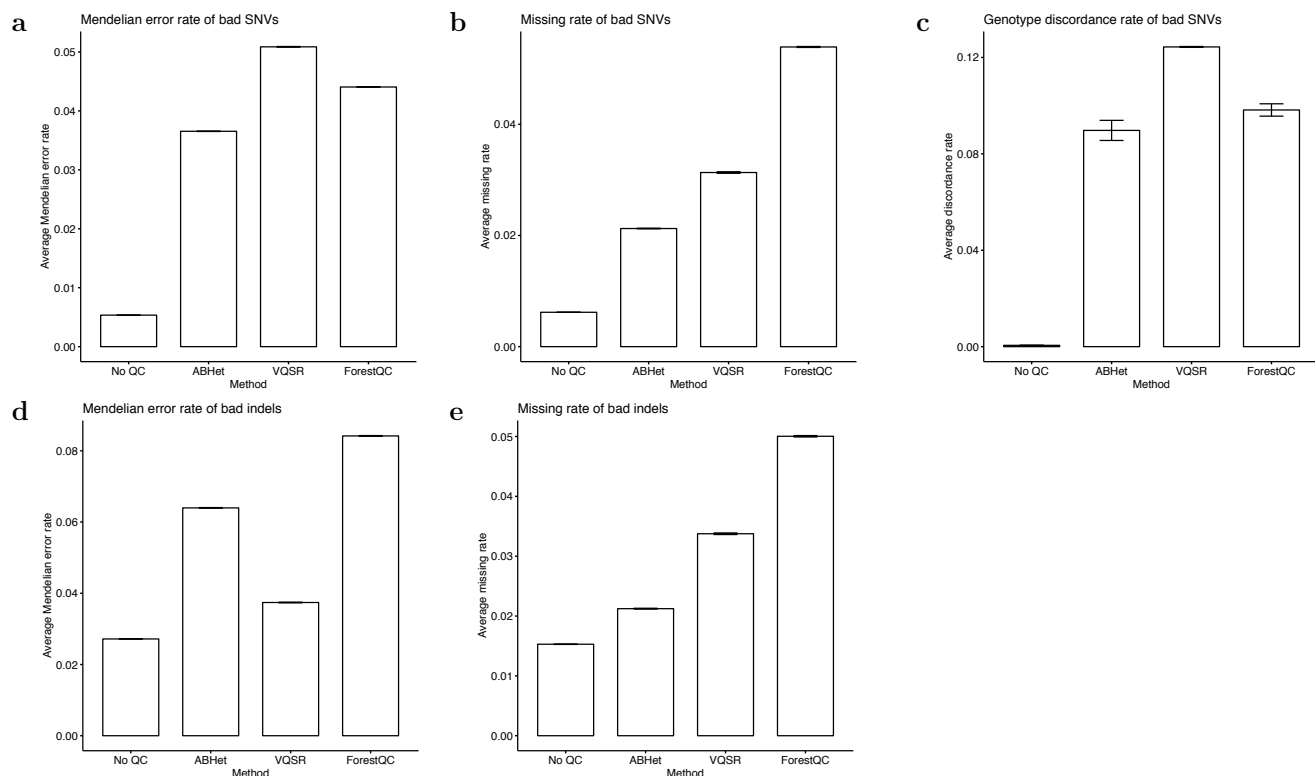 a
Mendelian error rate of bad SNVs
Average Mendelian error rate
0.05
0.04
0.03
0.02
0.01
0.00
No QC ABHet VQSR ForestQC
Method
b
Missing rate of bad SNVs
Average missing rate
0.04
0.02
0.00
No QC ABHet VQSR ForestQC
Method
c
Genotype discordance rate of bad SNVs
Average discordance rate
0.12
0.08
0.04
0.00
No QC ABHet VQSR ForestQC
Method
d
Mendelian error rate of bad indels
Average Mendelian error rate
0.08
0.06
0.04
0.02
0.00
No QC ABHet VQSR ForestQC
Method
e
Missing rate of bad indels
Average missing rate
0.05
0.04
0.03
0.02
0.01
0.00
No QC ABHet VQSR ForestQC
Method